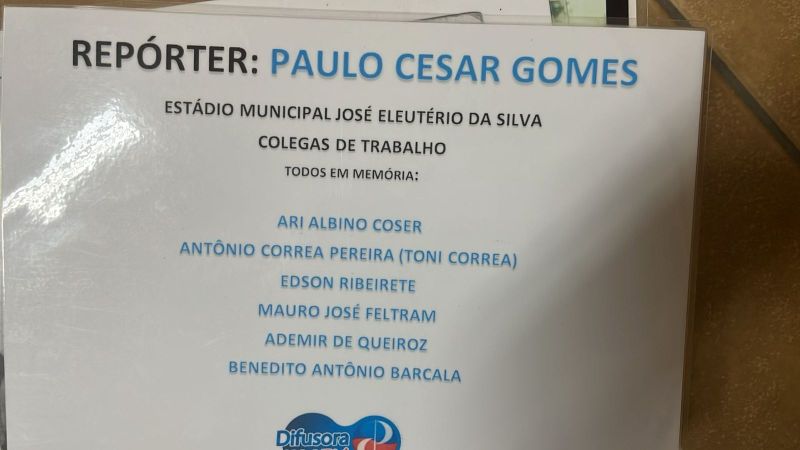 REPÓRTER: PAULO CESAR GOMES
ESTÁDIO MUNICIPAL JOSÉ ELEUTÉRIO DA SILVA
COLEGAS DE TRABALHO
TODOS EM MEMÓRIA:
ARI ALBINO COSER
ANTÔNIO CORREA PEREIRA (TONI CORREA)
EDSON RIBEIRETE
MAURO JOSÉ FELTRAM
ADEMIR DE QUEIROZ
BENEDITO ANTÔNIO BARCALA
Difusora